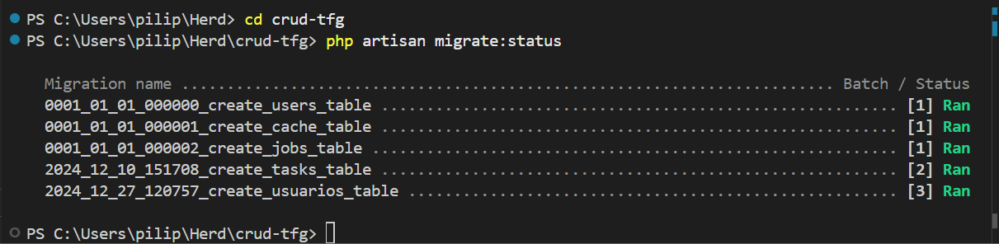 PS C:\Users\pilip\Herd> cd crud-tfg
PS C:\Users\pilip\Herd\crud-tfg> php artisan migrate:status
Migration name ......................................................................... Batch / Status
0001_01_01_000000_create_users_table .......................................................... [1] Ran
0001_01_01_000001_create_cache_table .......................................................... [1] Ran
0001_01_01_000002_create_jobs_table ........................................................... [1] Ran
2024_12_10_151708_create_tasks_table .......................................................... [2] Ran
2024_12_27_120757_create_usuarios_table ....................................................... [3] Ran
PS C:\Users\pilip\Herd\crud-tfg>